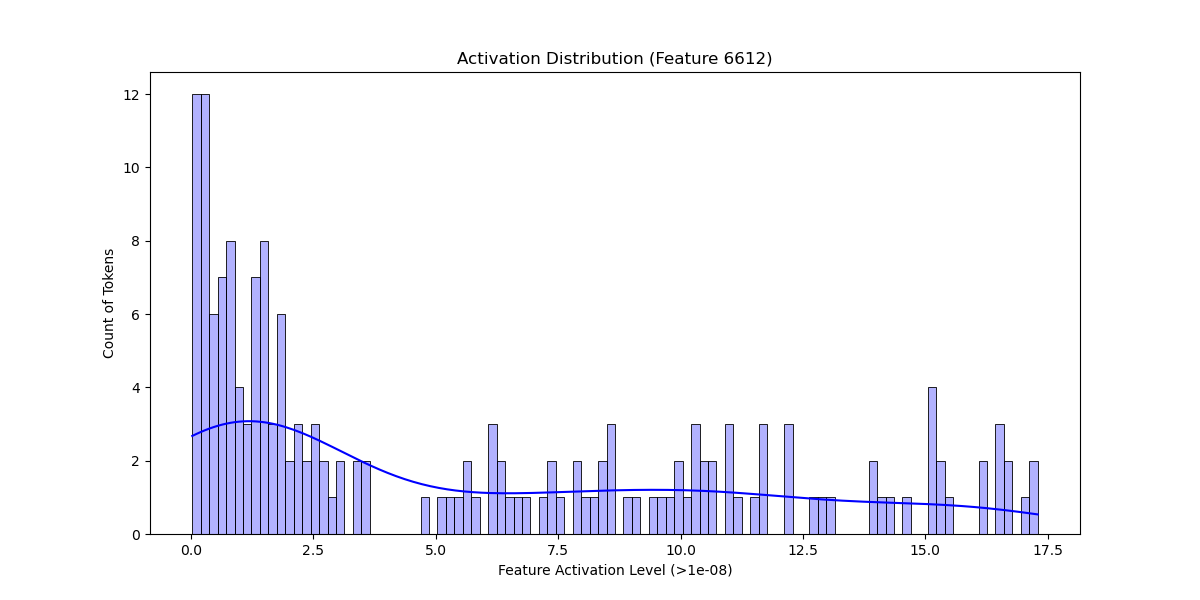 Activation Distribution (Feature 6612)
12
10
8
6
4
2
0
Count of Tokens
0.0 2.5 5.0 7.5 10.0 12.5 15.0 17.5
Feature Activation Level (>1e-08)